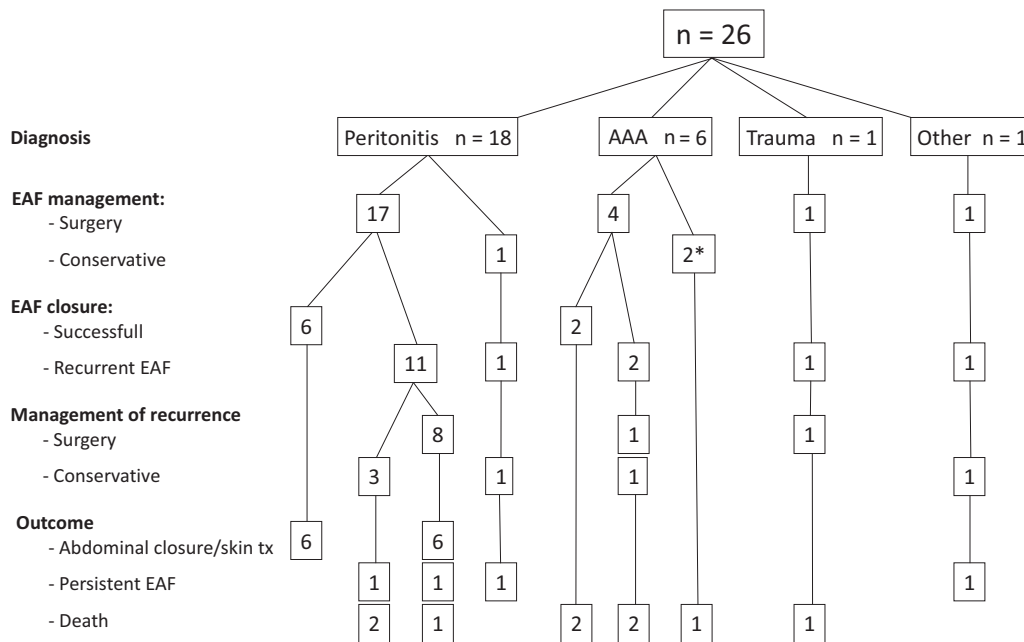 n = 26
Diagnosis
Peritonitis n = 18
AAA n = 6
Trauma n = 1
Other n = 1
EAF management:
- Surgery
17
4
1
1
- Conservative
1
2*
EAF closure:
- Successfull
6
2
- Recurrent EAF
11
1
2
1
1
Management of recurrence
- Surgery
8
1
1
- Conservative
3
1
1
1
Outcome
- Abdominal closure/skin tx
6
6
- Persistent EAF
1
1
1
1
- Death
2
1
2
2
1
1